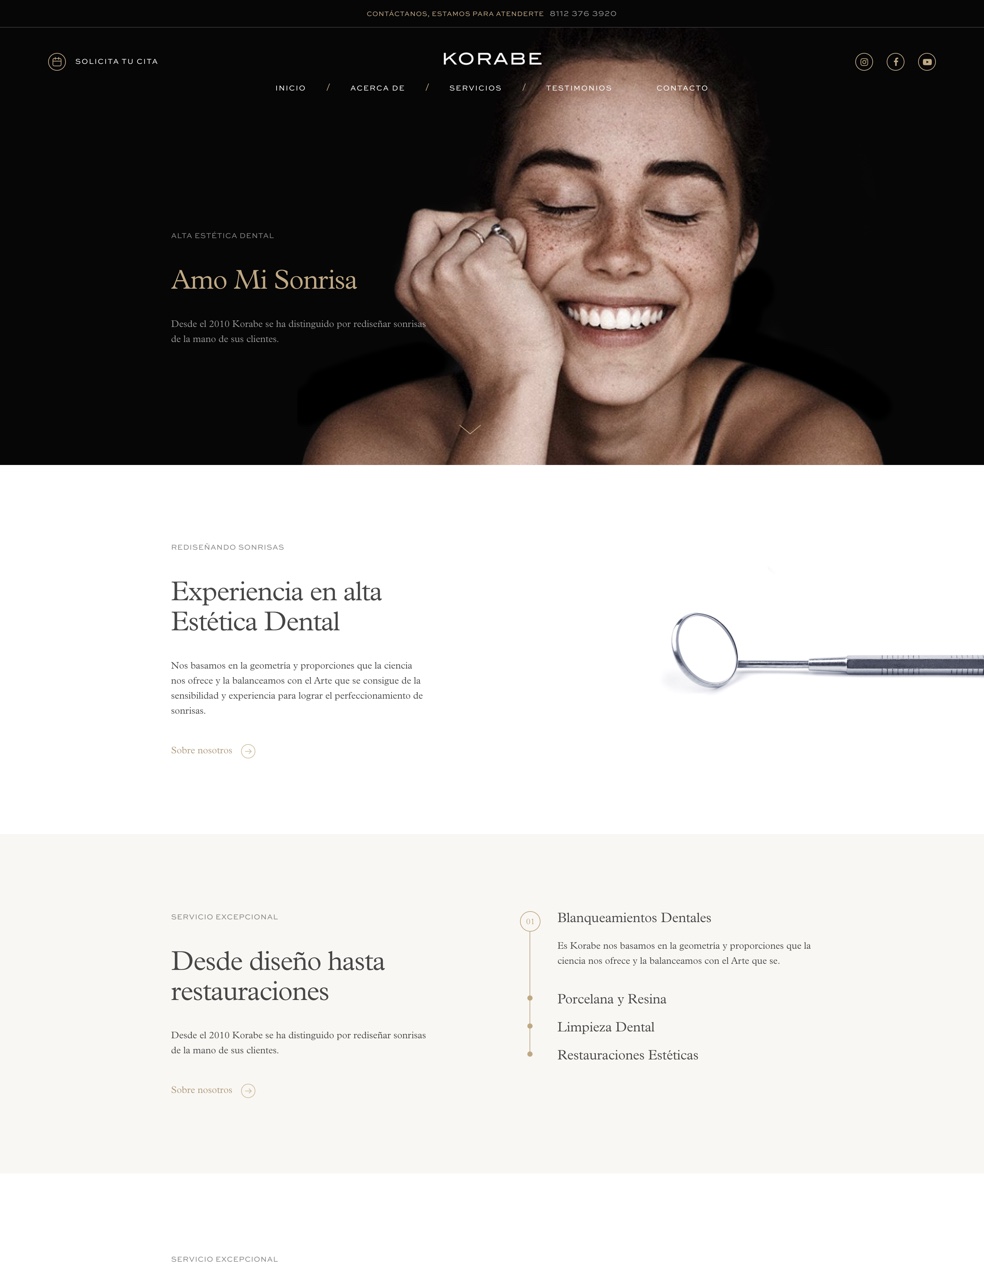 CONTÁCTANOS, ESTAMOS PARA ATENDERTE 8112 376 3920
SOLICITA TU CITA
KORABE
INICIO / ACERCA DE / SERVICIOS / TESTIMONIOS CONTACTO
ALTA ESTÉTICA DENTAL
Amo Mi Sonrisa
Desde el 2010 Korabe se ha distinguido por rediseñar sonrisas
de la mano de sus clientes.
REDISEÑANDO SONRISAS
Experiencia en alta
Estética Dental
Nos basamos en la geometría y proporciones que la ciencia
nos ofrece y la balanceamos con el Arte que se consigue de la
sensibilidad y experiencia para lograr el perfeccionamiento de
sonrisas.
Sobre nosotros
SERVICIO EXCEPCIONAL
Desde diseño hasta
restauraciones
Desde el 2010 Korabe se ha distinguido por rediseñar sonrisas
de la mano de sus clientes.
Sobre nosotros
01
Blanqueamientos Dentales
Es Korabe nos basamos en la geometría y proporciones que la
ciencia nos ofrece y la balanceamos con el Arte que se.
Porcelana y Resina
Limpieza Dental
Restauraciones Estéticas
SERVICIO EXCEPCIONAL